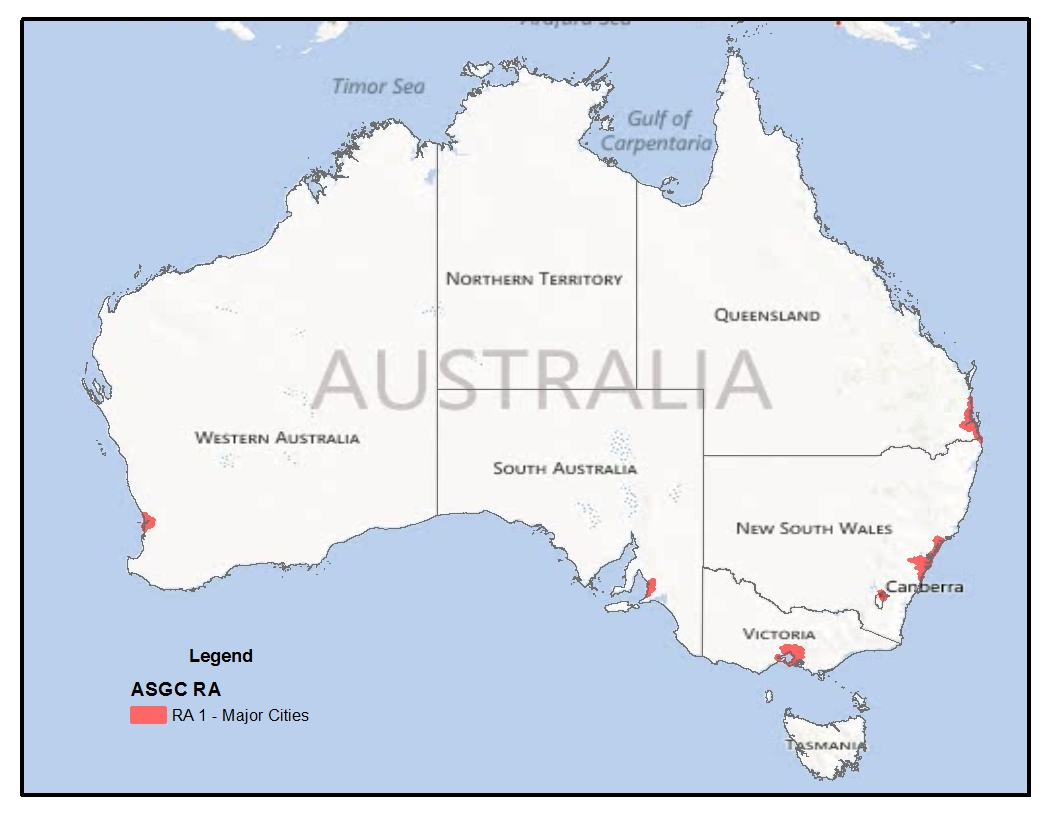 Timor Sea
Gulf of
Carpentaria
NORTHERN TERRITORY
QUEENSLAND
AUSTRALIA
WESTERN AUSTRALIA
SOUTH AUSTRALIA
NEW SOUTH WALES
Canberra
VICTORIA
Legend
ASGC RA
RA 1 - Major Cities
TASMANIA